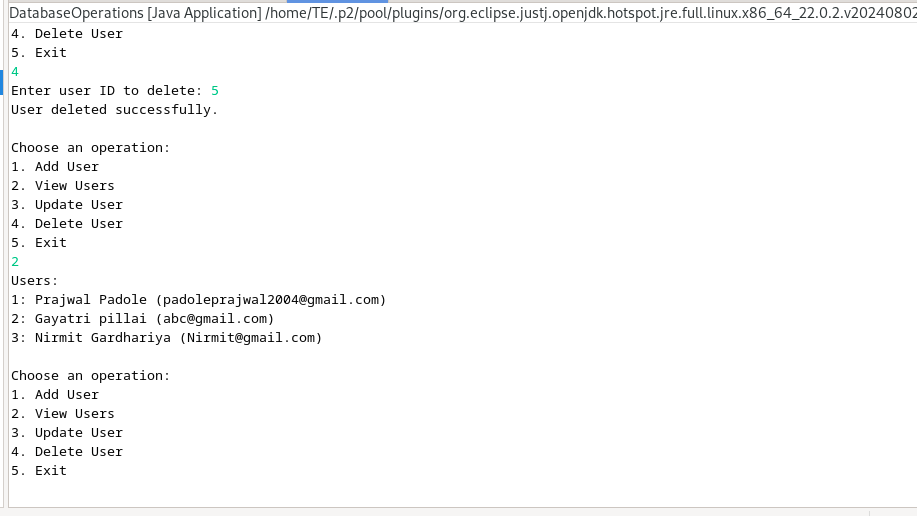 DatabaseOperations [Java Application] /home/TE/.p2/pool/plugins/org.eclipse.justj.openjdk.hotspot.jre.full.linux.x86_64_22.0.2.v20240802
4. Delete User
5. Exit
4
Enter user ID to delete: 5
User deleted successfully.

Choose an operation:
1. Add User
2. View Users
3. Update User
4. Delete User
5. Exit
2
Users:
1: Prajwal Padole (padoleprajwal2004@gmail.com)
2: Gayatri pillai (abc@gmail.com)
3: Nirmit Gardhariya (Nirmit@gmail.com)

Choose an operation:
1. Add User
2. View Users
3. Update User
4. Delete User
5. Exit